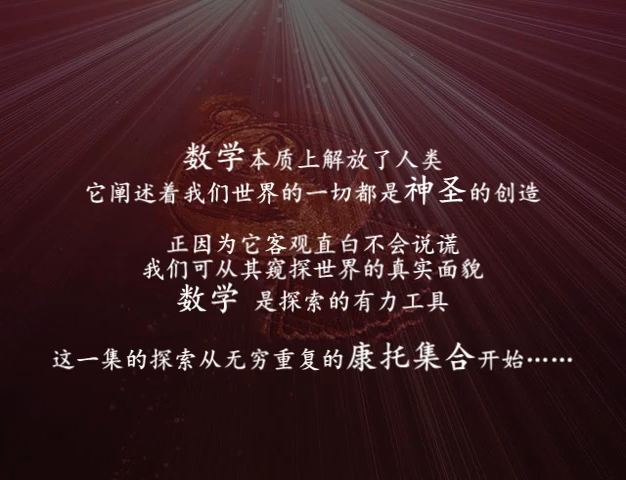 数学本质上解放了人类
它阐述着我们世界的一切都是神圣的创造
正因为它客观直白不会说谎
我们可从其窥探世界的真实面貌
数学 是探索的有力工具
这一集的探索从无穷重复的康托集合开始……